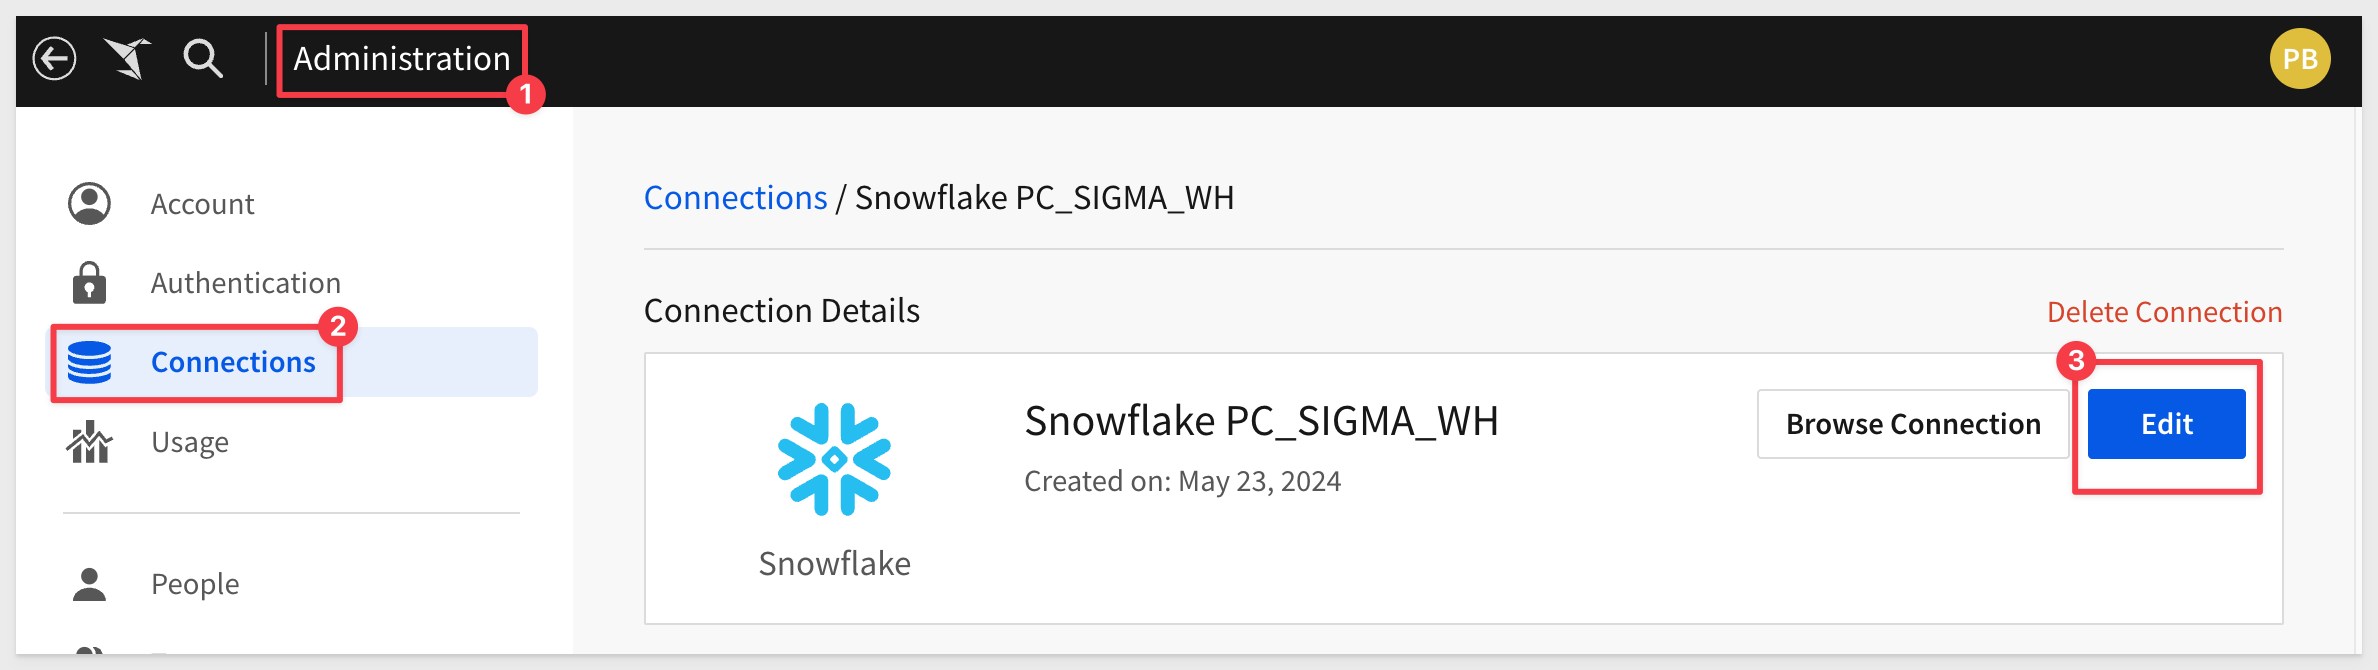 Administration
1
PB
Account
Authentication
2
Connections
Usage
People
Connections / Snowflake PC_SIGMA_WH
Connection Details
Delete Connection
3
Snowflake PC_SIGMA_WH
Browse Connection
Edit
Created on: May 23, 2024
Snowflake